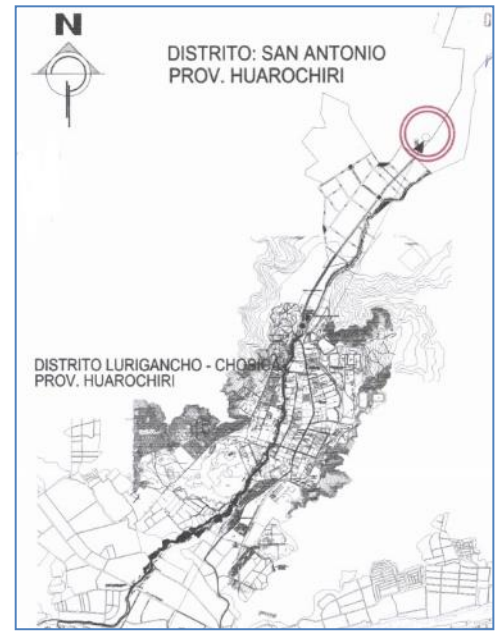 N
DISTRITO: SAN ANTONIO
PROV. HUAROCHIRI
DISTRITO LURIGANCHO - CHOSICA
PROV. HUAROCHIRI